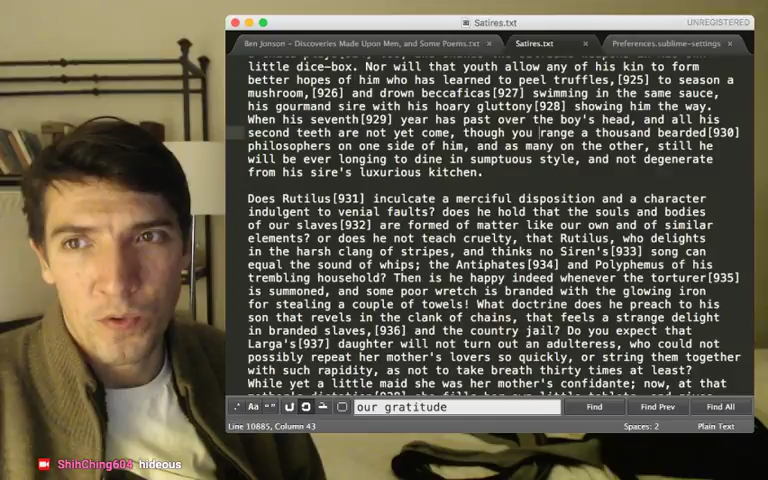 Satires.txt
UNREGISTERED
Ben Jonson – Discoveries Made Upon Men, and Some Poems.txt ×
Satires.txt ×
Preferences.sublime-settings ×
little dice-box. Nor will that youth allow any of his kin to form
better hopes of him who has learned to peel truffles,[925] to season a
mushroom,[926] and drown beccaficas[927] swimming in the same sauce,
his gourmand sire with his hoary gluttony[928] showing him the way.
When his seventh[929] year has past over the boy's head, and all his
second teeth are not yet come, though you range a thousand bearded[930]
philosophers on one side of him, and as many on the other, still he
will be ever longing to dine in sumptuous style, and not degenerate
from his sire's luxurious kitchen.
Does Rutilus[931] inculcate a merciful disposition and a character
indulgent to venial faults? does he hold that the souls and bodies
of our slaves[932] are formed of matter like our own and of similar
elements? or does he not teach cruelty, that Rutilus, who delights
in the harsh clang of stripes, and thinks no Siren's[933] song can
equal the sound of whips; the Antiphates[934] and Polyphemus of his
trembling household? Then is he happy indeed whenever the torturer[935]
is summoned, and some poor wretch is branded with the glowing iron
for stealing a couple of towels! What doctrine does he preach to his
son that revels in the clank of chains, that feels a strange delight
in branded slaves,[936] and the country jail? Do you expect that
Larga's[937] daughter will not turn out an adulteress, who could not
possibly repeat her mother's lovers so quickly, or string them together
with such rapidity, as not to take breath thirty times at least?
While yet a little maid she was her mother's confidante; now, at that
.* Aa “”
our gratitude
Find
Find Prev
Find All
Line 10885, Column 43
Spaces: 2
Plain Text
ShihChing604 hideous